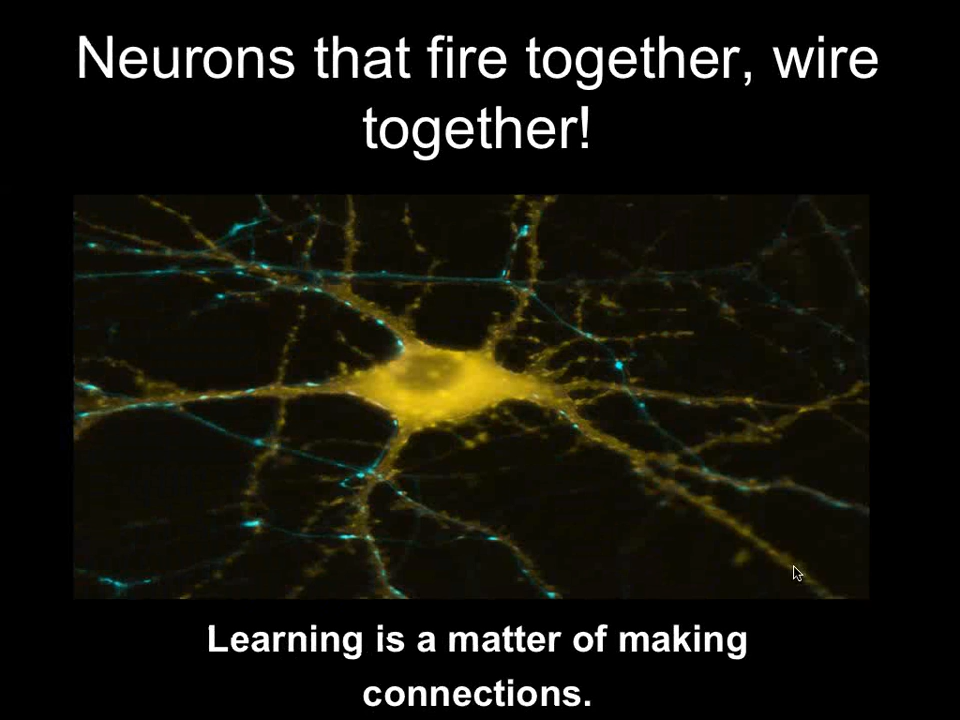 Neurons that fire together, wire
together!
Learning is a matter of making
connections.